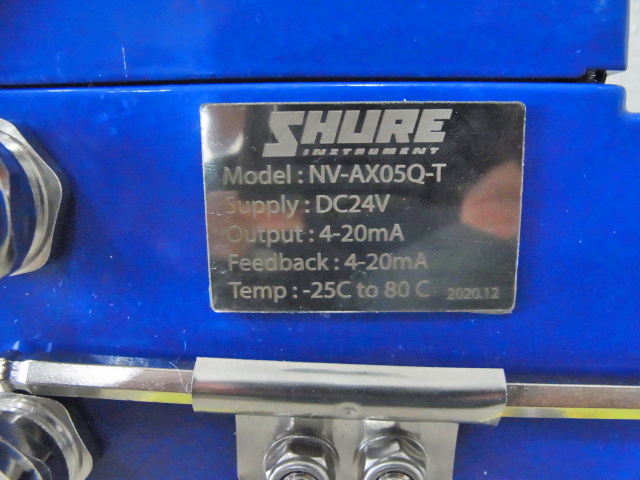 SHURE
INSTRUMENT
Model : NV-AX05Q-T
Supply : DC24V
Output : 4-20mA
Feedback : 4-20mA
Temp : -25C to 80 C 2020.12